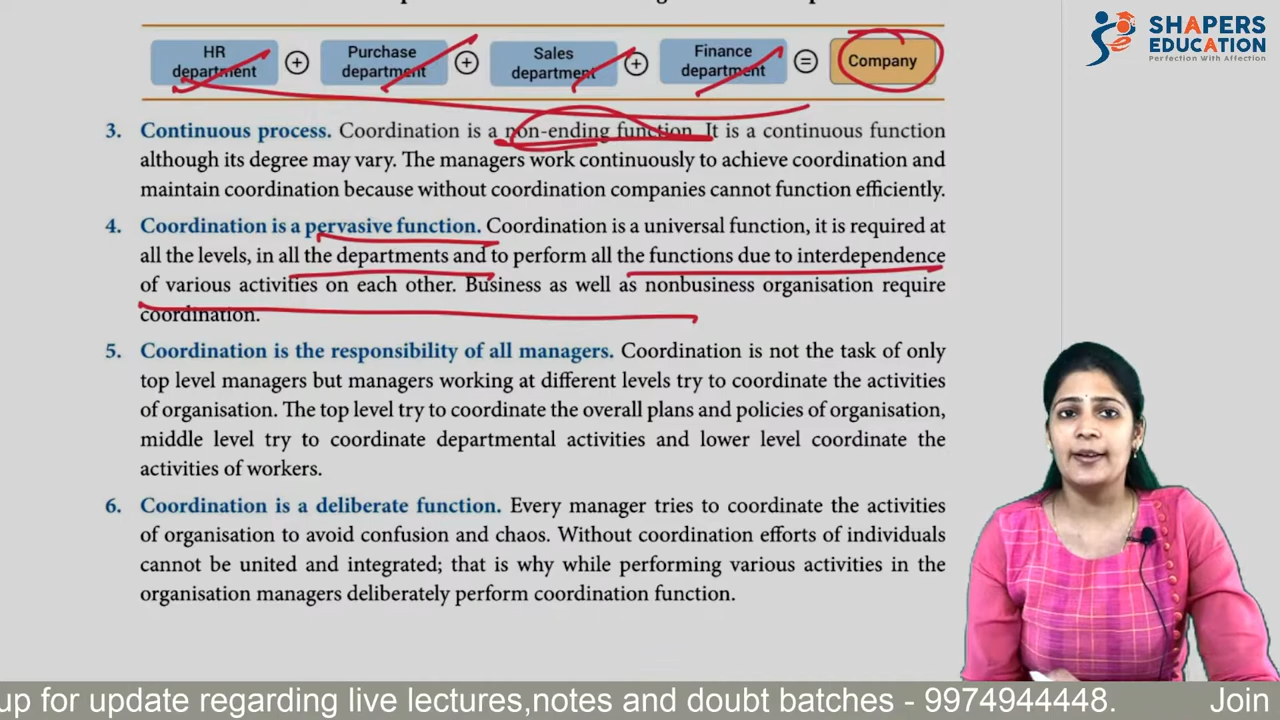 SHAPERS
EDUCATION
Perfection With Affection
HR
department
+
Purchase
department
+
Sales
department
+
Finance
department
=
Company
3. Continuous process. Coordination is a non-ending function. It is a continuous function
although its degree may vary. The managers work continuously to achieve coordination and
maintain coordination because without coordination companies cannot function efficiently.
4. Coordination is a pervasive function. Coordination is a universal function, it is required at
all the levels, in all the departments and to perform all the functions due to interdependence
of various activities on each other. Business as well as nonbusiness organisation require
coordination.
5. Coordination is the responsibility of all managers. Coordination is not the task of only
top level managers but managers working at different levels try to coordinate the activities
of organisation. The top level try to coordinate the overall plans and policies of organisation,
middle level try to coordinate departmental activities and lower level coordinate the
activities of workers.
6. Coordination is a deliberate function. Every manager tries to coordinate the activities
of organisation to avoid confusion and chaos. Without coordination efforts of individuals
cannot be united and integrated; that is why while performing various activities in the
organisation managers deliberately perform coordination function.
up for update regarding live lectures,notes and doubt batches - 9974944448. Join